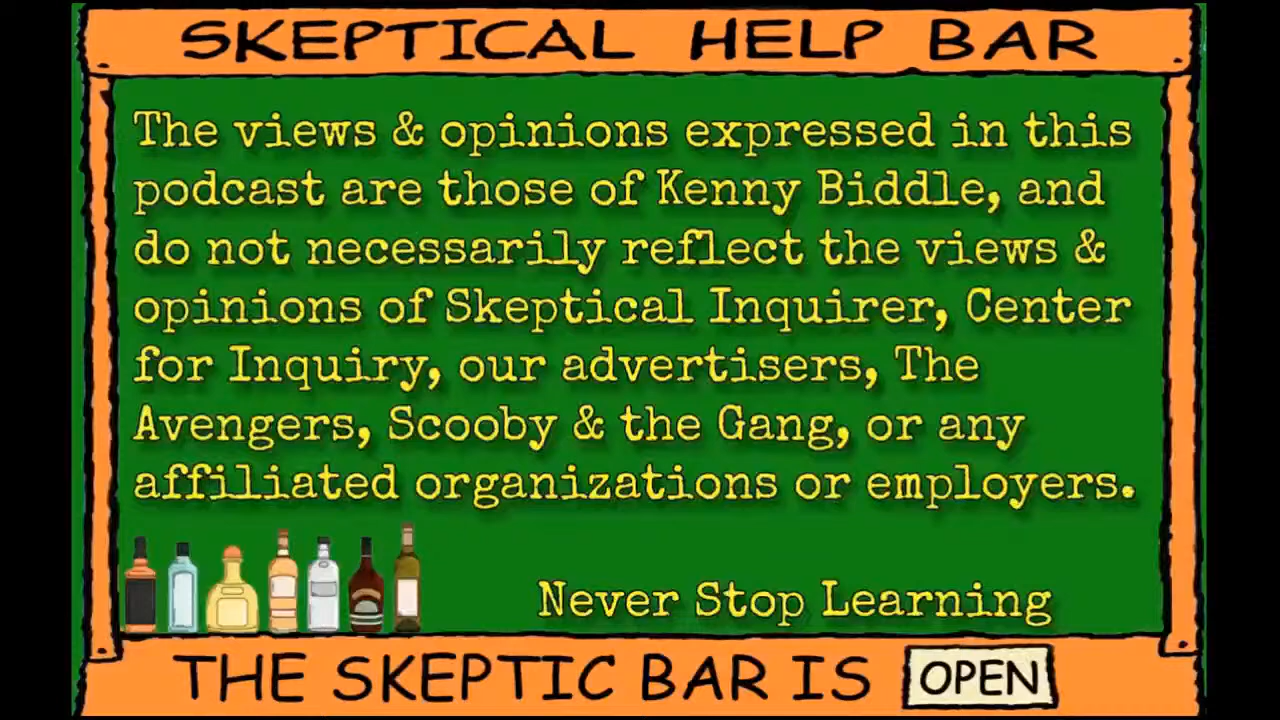 SKEPTICAL HELP BAR
The views & opinions expressed in this
podcast are those of Kenny Biddle, and
do not necessarily reflect the views &
opinions of Skeptical Inquirer, Center
for Inquiry, our advertisers, The
Avengers, Scooby & the Gang, or any
affiliated organizations or employers.
Never Stop Learning
THE SKEPTIC BAR IS OPEN